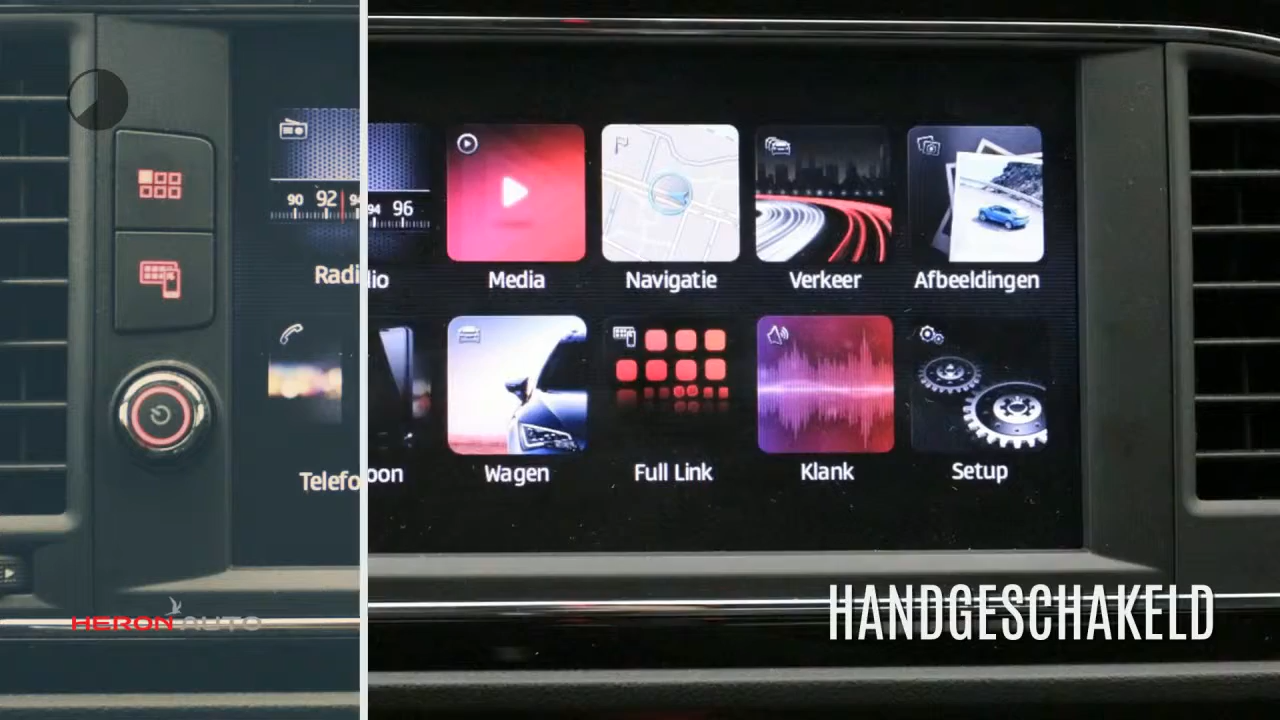 90 92 94
94 96
Radi
lio
Media
Navigatie
Verkeer
Afbeeldingen
Telefo
oon
Wagen
Full Link
Klank
Setup
HANDGESCHAKELD
HERON AUTO